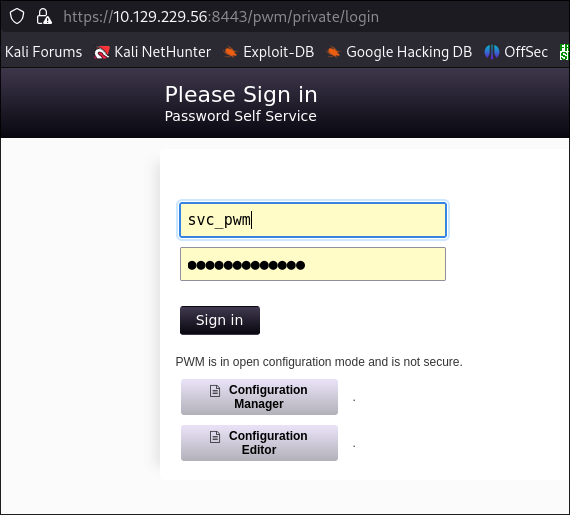 https://10.129.229.56:8443/pwm/private/login
Kali Forums Kali NetHunter Exploit-DB Google Hacking DB OffSec
Please Sign in
Password Self Service
svc_pwm
●●●●●●●●●●●●●
Sign in
PWM is in open configuration mode and is not secure.
Configuration
Manager
.
Configuration
Editor
.